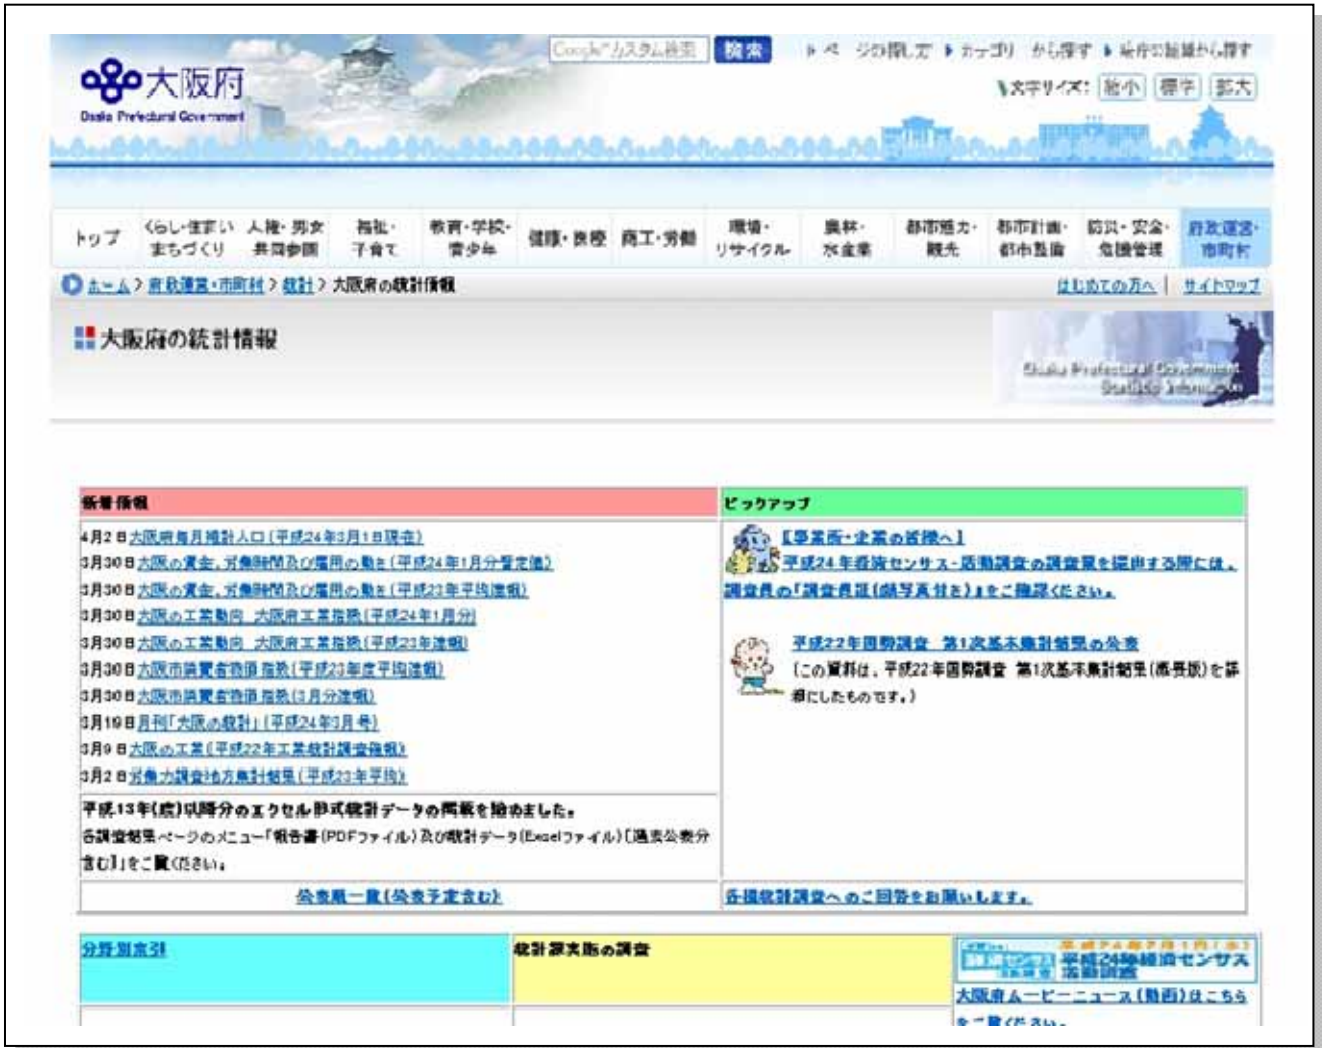 Google カスタム検索 検索
大阪府
Osaka Prefectural Government
文字サイズ: 縮小 標準 拡大
トップ くらし・住まい まちづくり 人権・男女 共同参画 福祉・子育て 教育・学校・青少年 健康・医療 商工・労働 環境・リサイクル 農林・水産業 都市魅力・観光 都市計画・都市整備 防災・安全・危機管理 府政運営・市町村
ホーム > 府政運営・市町村 > 統計 > 大阪府の統計情報
はじめての方へ | サイトマップ
大阪府の統計情報
Osaka Prefectural Government
Statistic Information
新着情報
4月2日 大阪府毎月推計人口(平成24年3月1日現在)
3月30日 大阪の賃金、労働時間及び雇用の動き(平成24年1月分暫定値)
3月30日 大阪の賃金、労働時間及び雇用の動き(平成23年平均速報)
3月30日 大阪の工業動向 大阪府工業指数(平成24年1月分)
3月30日 大阪の工業動向 大阪府工業指数(平成23年速報)
3月30日 大阪市消費者物価指数(平成23年度平均速報)
3月30日 大阪市消費者物価指数(3月分速報)
3月19日 月刊「大阪の統計」(平成24年3月号)
3月9日 大阪の工業(平成22年工業統計調査確報)
3月2日 労働力調査地方集計結果(平成23年平均)
平成13年(度)以降分のエクセル形式統計データの掲載を始めました。
各調査結果ページのメニュー「報告書(PDFファイル)及び統計データ(Excelファイル)[過去公表分
含む]」をご覧ください。
公表順一覧(公表予定含む)
ピックアップ
【事業所・企業の皆様へ】
平成24年経済センサス‐活動調査の調査票を提出する際には、
調査員の「調査員証(顔写真付き)」をご確認ください。
平成22年国勢調査 第1次基本集計結果の公表
(この資料は、平成22年国勢調査 第1次基本集計結果(概要版)を詳
細にしたものです。)
各種統計調査へのご回答をお願いします。
分野別索引
統計課実施の調査
平成24年2月1日(水)
平成24年経済センサス
活動調査
大阪府ムービーニュース(動画)はこちら
をご覧ください。